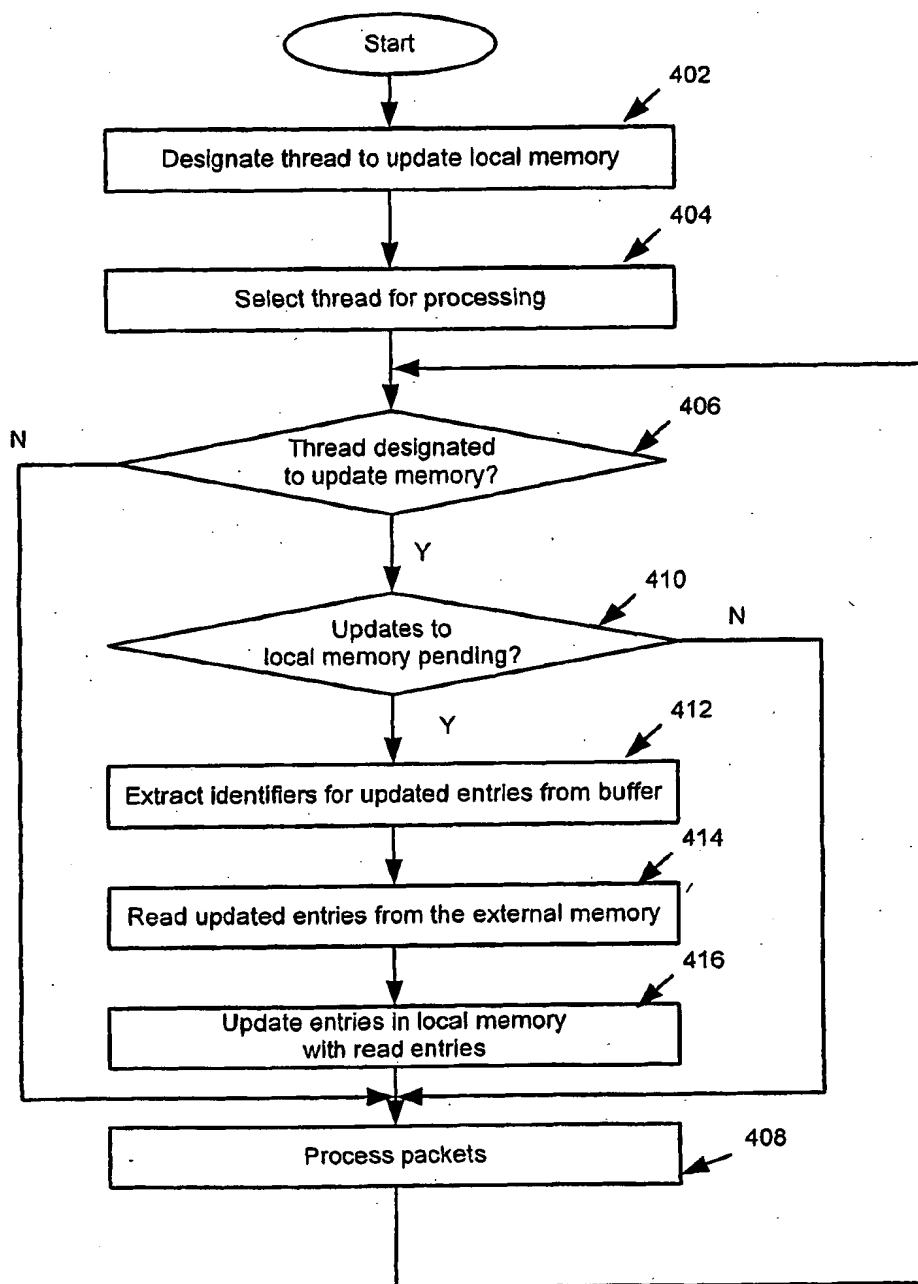 Start
402
Designate thread to update local memory
404
Select thread for processing
406
N
Thread designated
to update memory?
Y
410
N
Updates to
local memory pending?
Y
412
Extract identifiers for updated entries from buffer
414
Read updated entries from the external memory
416
Update entries in local memory
with read entries
408
Process packets